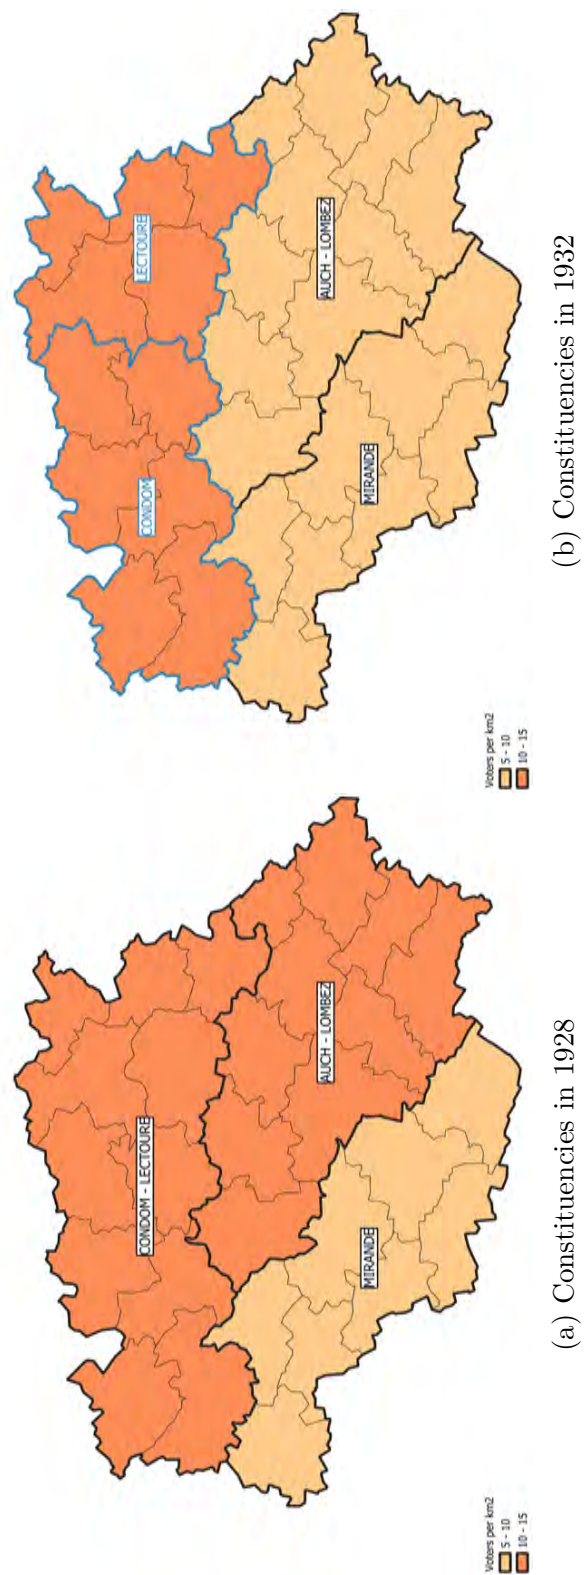 CONDOM - LECTOURE
AUCH - LOMBEZ
MIRANDE
Voters per km2
5 - 10
10 - 15
(a) Constituencies in 1928
LECTOURE
CONDOM
AUCH - LOMBEZ
MIRANDE
Voters per km2
5 - 10
10 - 15
(b) Constituencies in 1932